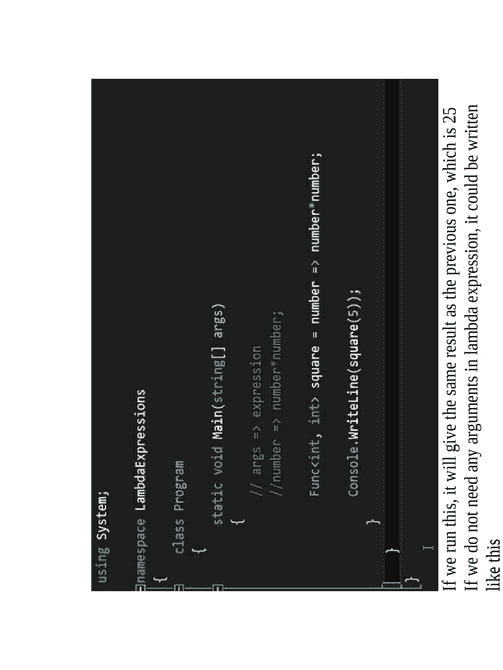 using System;
namespace LambdaExpressions
{
class Program
{
static void Main(string[] args)
{
// args => expression
//number => number*number;
Func<int, int> square = number => number*number;
Console.WriteLine(square(5));
}
}
}
If we run this, it will give the same result as the previous one, which is 25
If we do not need any arguments in lambda expression, it could be written
like this